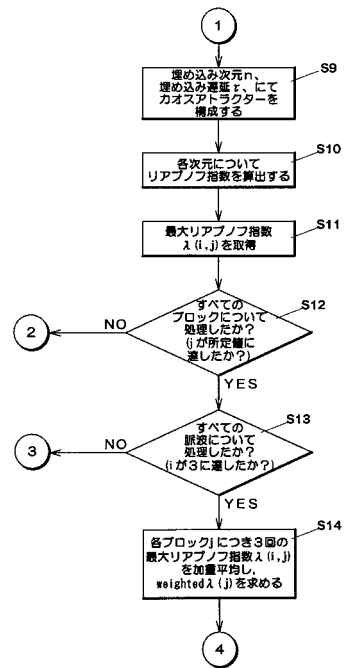 1
S9
埋め込み次元n、
埋め込み遅延τ、にて
カオスアトラクターを
構成する
S10
各次元について
リアプノフ指数を算出する
S11
最大リアプノフ指数
λ(i,j)を取得
S12
すべての
ブロックについて
処理したか?
(jが所定値に
達したか?)
NO
2
YES
S13
すべての
脈波について
処理したか?
(iが3に達したか?)
NO
3
YES
S14
各ブロックjにつき3回の
最大リアプノフ指数λ(i,j)
を加重平均し、
weightedλ(j)を求める
4